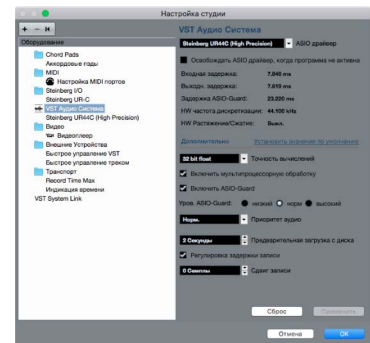 Настройка студии
+ − |◀
Оборудование
Chord Pads
Аккордовые пэды
MIDI
Настройка MIDI портов
Steinberg I/O
Steinberg UR-C
VST Аудио Система
Steinberg UR44C (High Precision)
Видео
Видеоплеер
Внешние Устройства
Быстрое управление VST
Быстрое управление треком
Транспорт
Record Time Max
Индикация времени
VST System Link
VST Аудио Система
Steinberg UR44C (High Precision) ASIO драйвер
Освобождать ASIO драйвер, когда программа не активна
Входная задержка: 7.846 ms
Выходн. задержка: 7.019 ms
Задержка ASIO-Guard: 23.220 ms
HW частота дискретизации: 44.100 kHz
HW Растяжение/Сжатие: Выкл.
Дополнительно Установить значение по умолчанию
32 bit float Точность вычислений
Включить мультипроцессорную обработку
Включить ASIO-Guard
Уров. ASIO-Guard: низкий норм высокий
Норм. Приоритет аудио
2 Секунды Предварительная загрузка с диска
Регулировка задержки записи
0 Сэмплы Сдвиг записи
Сброс Применить
Отмена OK